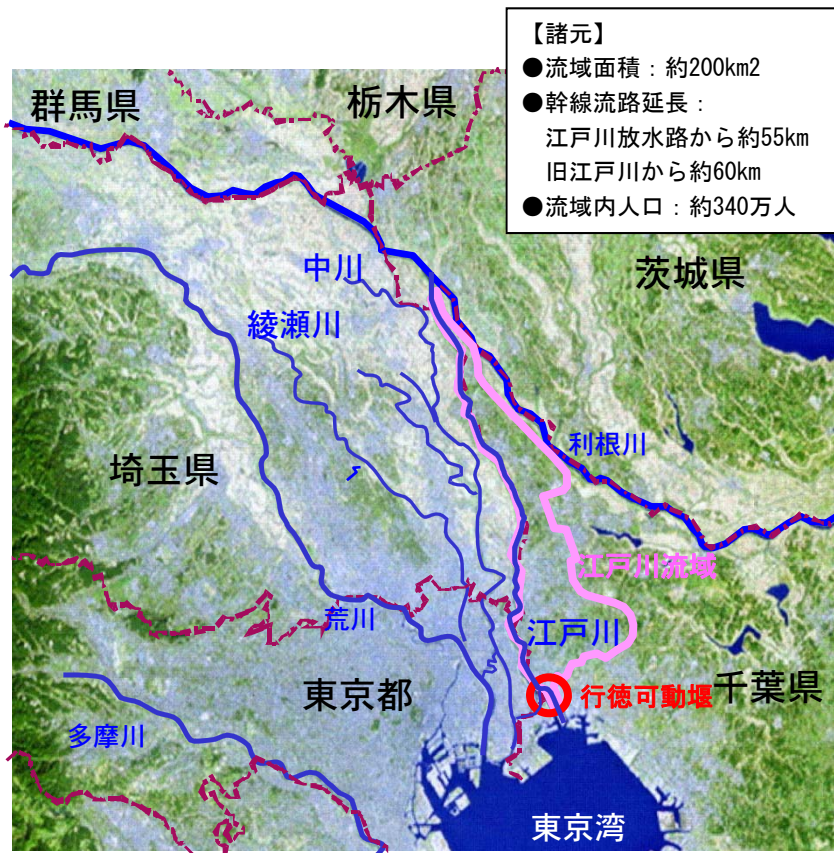 【諸元】
●流域面積：約200km2
●幹線流路延長：
江戸川放水路から約55km
旧江戸川から約60km
●流域内人口：約340万人
群馬県
栃木県
茨城県
中川
綾瀬川
利根川
埼玉県
江戸川流域
荒川
江戸川
東京都
行徳可動堰
千葉県
多摩川
東京湾